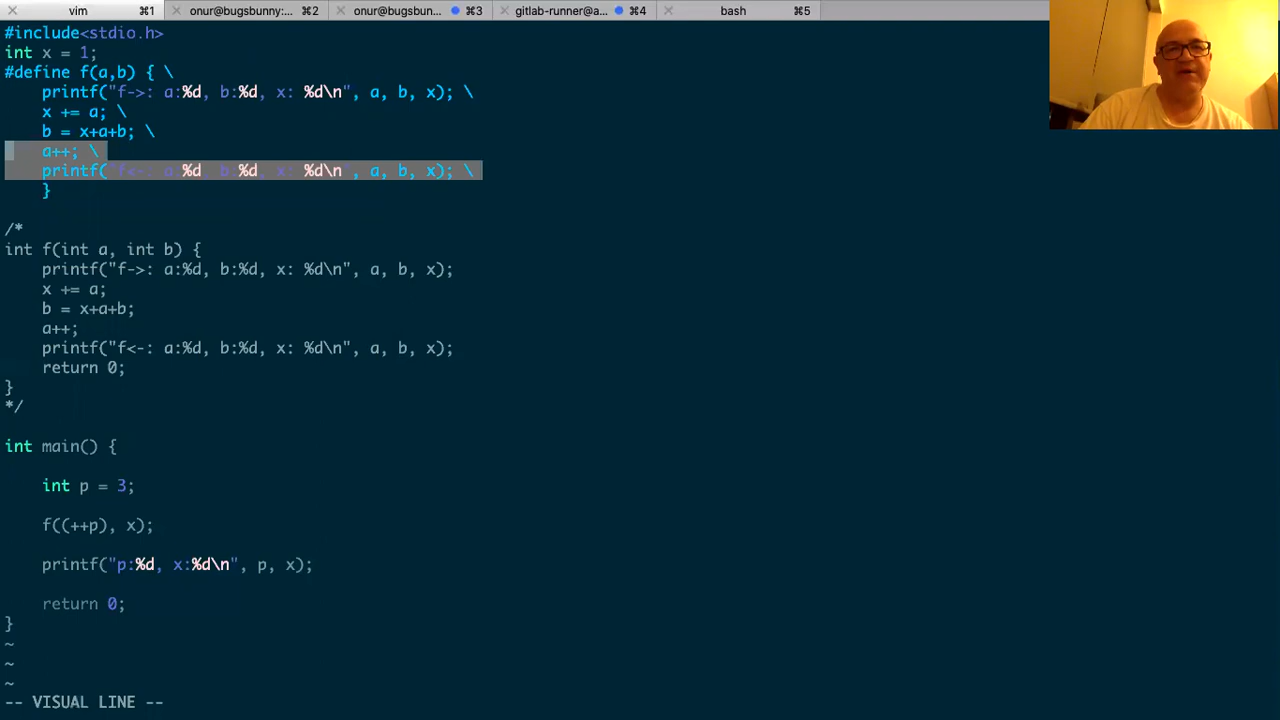 vim ⌘1 onur@bugsbunny:... ⌘2 onur@bugsbun... ⌘3 gitlab-runner@a... ⌘4 bash ⌘5
#include<stdio.h>
int x = 1;
#define f(a,b) { \
printf("f->: a:%d, b:%d, x: %d\n", a, b, x); \
x += a; \
b = x+a+b; \
a++; \
printf("f<-: a:%d, b:%d, x: %d\n", a, b, x); \
}
/*
int f(int a, int b) {
printf("f->: a:%d, b:%d, x: %d\n", a, b, x);
x += a;
b = x+a+b;
a++;
printf("f<-: a:%d, b:%d, x: %d\n", a, b, x);
return 0;
}
*/
int main() {
int p = 3;
f((++p), x);
printf("p:%d, x:%d\n", p, x);
return 0;
}
~
~
~
-- VISUAL LINE --